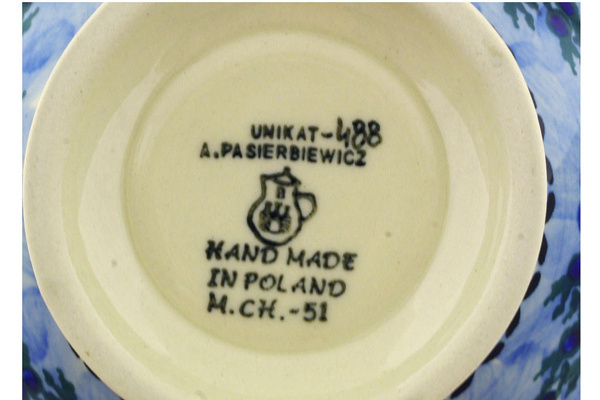 UNIKAT-488
A.PASIERBIEWICZ
HAND MADE
IN POLAND
M.CH.-51